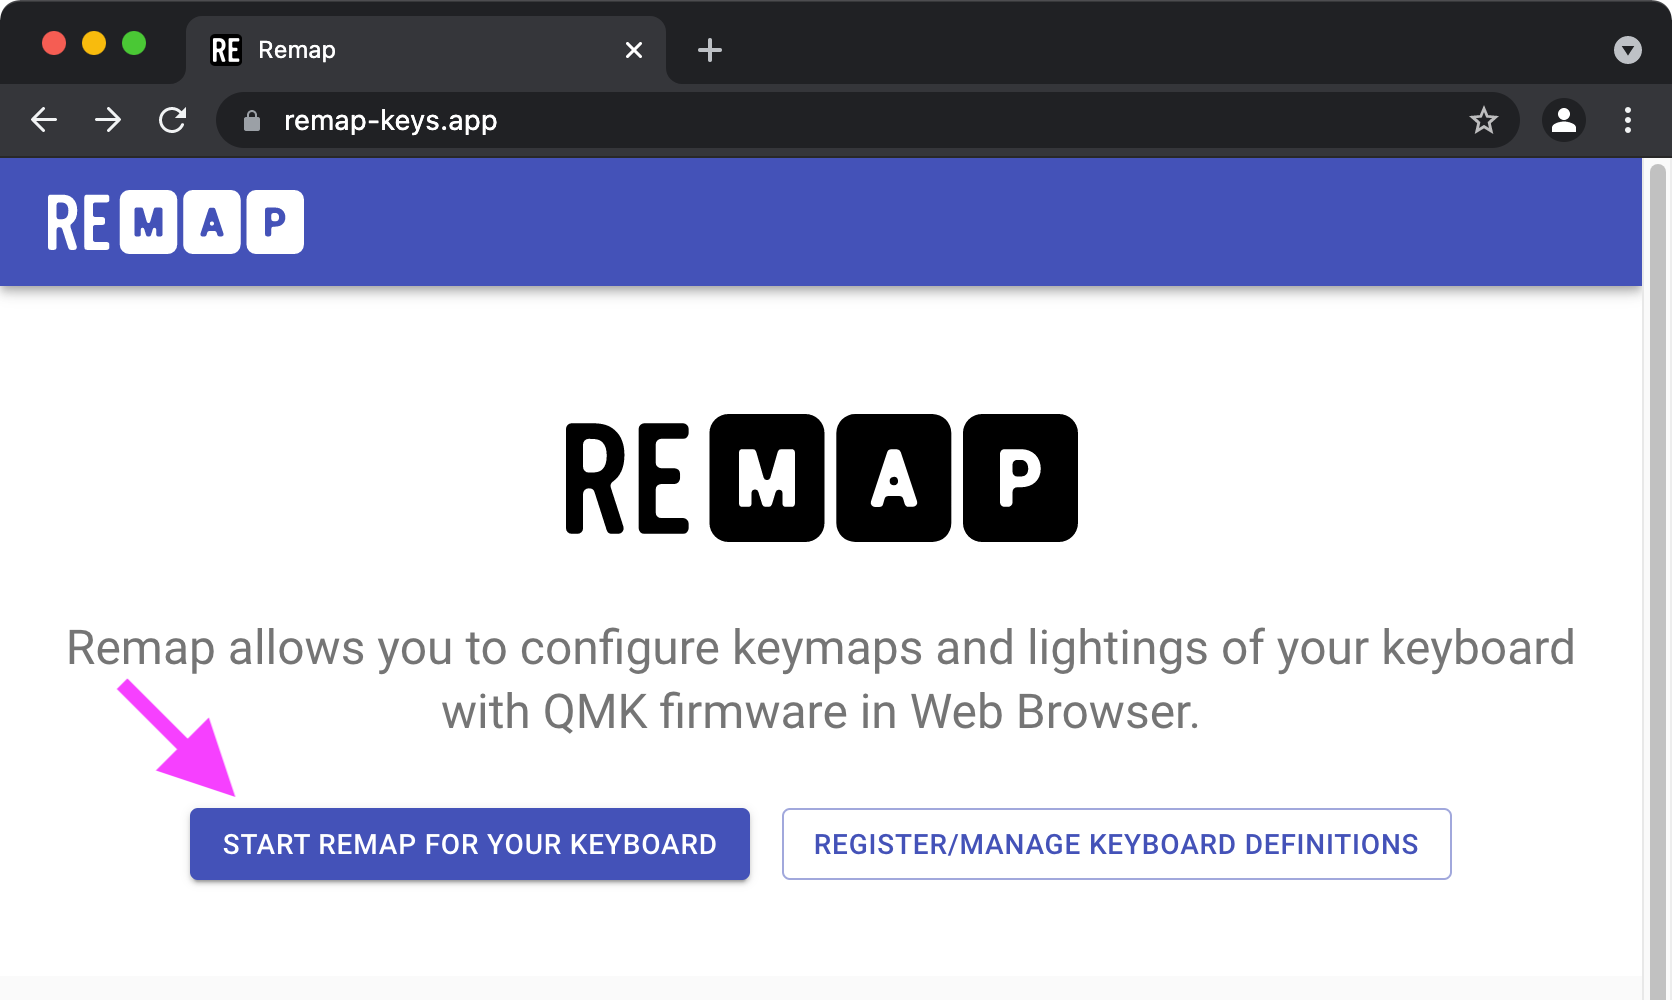 RE Remap
remap-keys.app
REMAP
REMAP
Remap allows you to configure keymaps and lightings of your keyboard
with QMK firmware in Web Browser.
START REMAP FOR YOUR KEYBOARD
REGISTER/MANAGE KEYBOARD DEFINITIONS